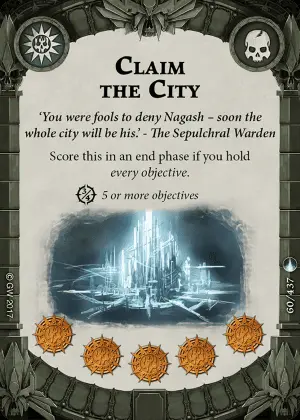 CLAIM
THE CITY
‘You were fools to deny Nagash – soon the
whole city will be his.’ - The Sepulchral Warden
Score this in an end phase if you hold
every objective.
3/4 5 or more objectives
© GW 2017
60/437